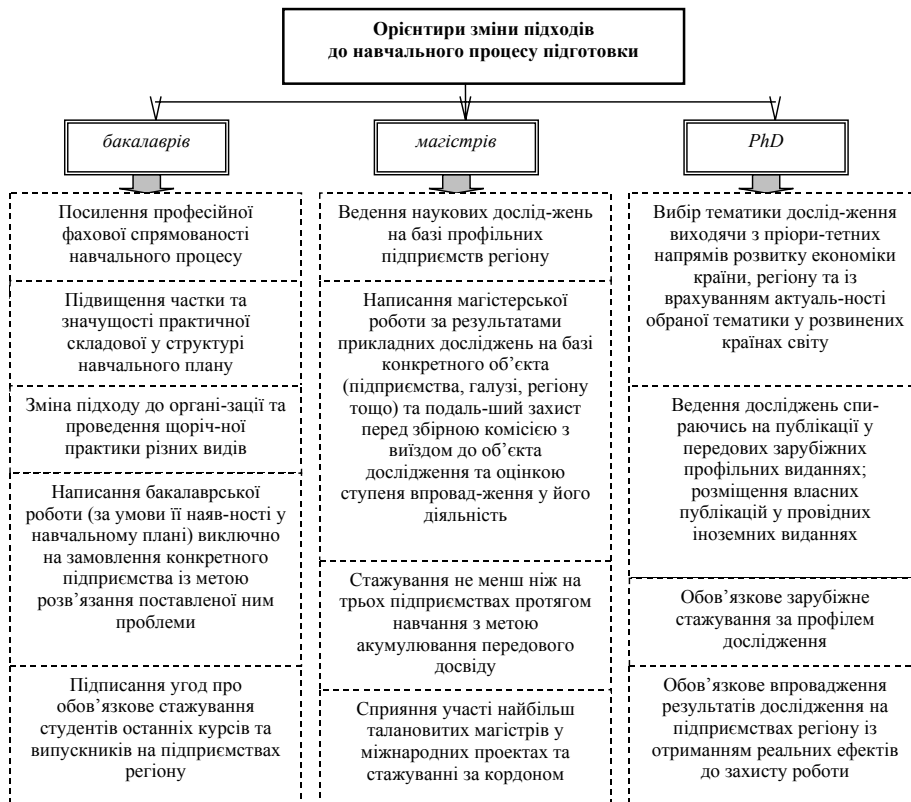 Орієнтири зміни підходів
до навчального процесу підготовки
бакалаврів
Посилення професійної
фахової спрямованості
навчального процесу
Підвищення частки та
значущості практичної
складової у структурі
навчального плану
Зміна підходу до органі-зації та
проведення щоріч-ної
практики різних видів
Написання бакалаврської
роботи (за умови її наяв-ності у
навчальному плані) виключно
на замовлення конкретного
підприємства із метою
розв’язання поставленої ним
проблеми
Підписання угод про
обов’язкове стажування
студентів останніх курсів та
випускників на підприємствах
регіону
магістрів
Ведення наукових дослід-жень
на базі профільних
підприємств регіону
Написання магістерської
роботи за результатами
прикладних досліджень на базі
конкретного об’єкта
(підприємства, галузі, регіону
тощо) та подаль-ший захист
перед збірною комісією з
виїздом до об’єкта
дослідження та оцінкою
ступеня впровад-ження у його
діяльність
Стажування не менш ніж на
трьох підприємствах протягом
навчання з метою
акумулювання передового
досвіду
Сприяння участі найбільш
талановитих магістрів у
міжнародних проектах та
стажуванні за кордоном
PhD
Вибір тематики дослід-ження
виходячи з пріори-тетних
напрямів розвитку економіки
країни, регіону та із
врахуванням актуаль-ності
обраної тематики у розвинених
країнах світу
Ведення досліджень спи-
раючись на публікації у
передових зарубіжних
профільних виданнях;
розміщення власних
публікацій у провідних
іноземних виданнях
Обов’язкове зарубіжне
стажування за профілем
дослідження
Обов’язкове впровадження
результатів дослідження на
підприємствах регіону із
отриманням реальних ефектів
до захисту роботи